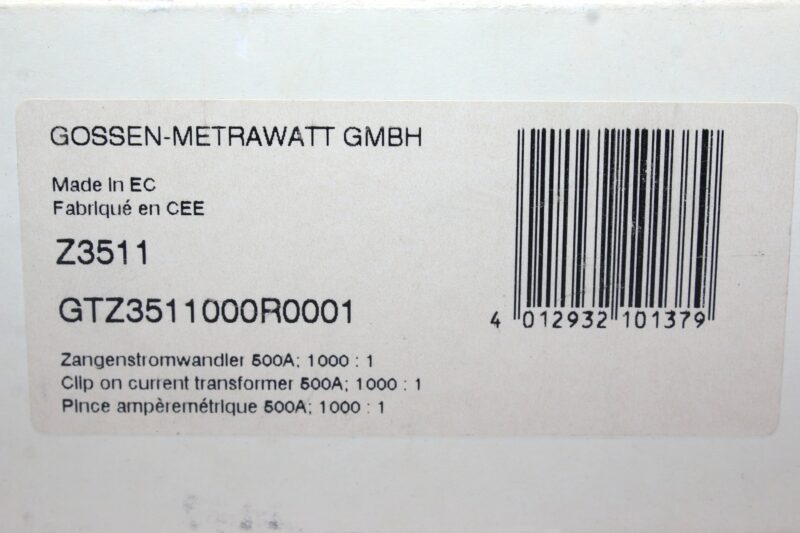 GOSSEN-METRAWATT GMBH
Made in EC
Fabriqué en CEE
Z3511
GTZ3511000R0001
Zangenstromwandler 500A; 1000 : 1
Clip on current transformer 500A; 1000 : 1
Pince ampèremétrique 500A; 1000 : 1
4 012932 101379